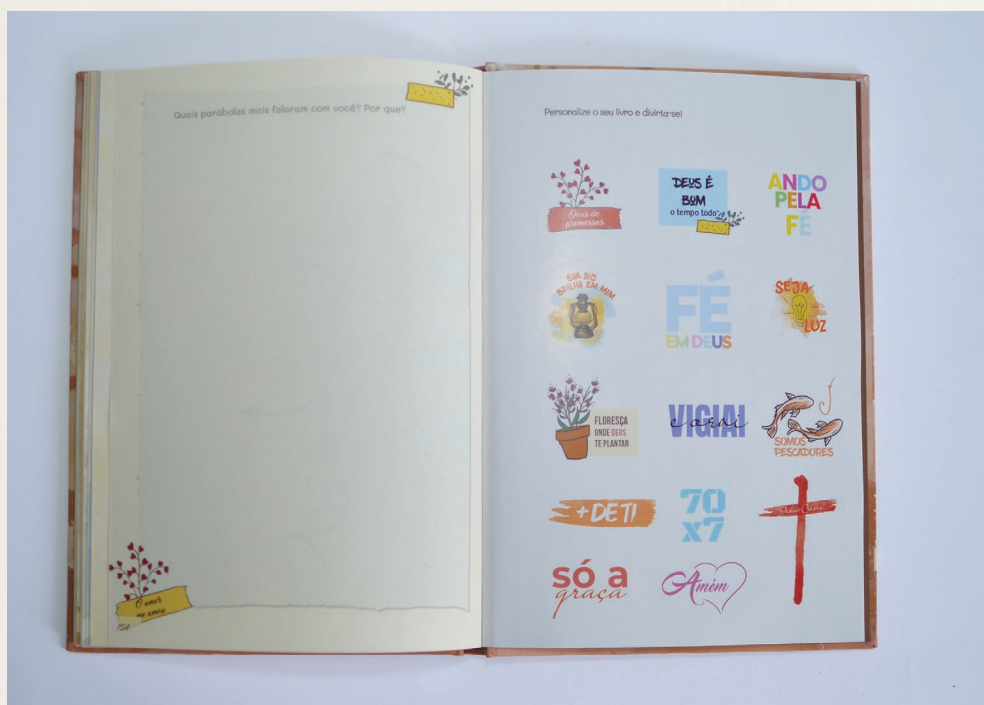 Quais parábolas mais falaram com você? Por que?
O amor
me amou
154
Personalize o seu livro e divirta-se!
Deus de
promessas
DEUS É
BOM
o tempo todo
ANDO
PELA
FÉ
SUA LUZ
BRILHA EM MIM
FÉ
EM DEUS
SEJA
LUZ
FLORESÇA
ONDE DEUS
TE PLANTAR
VIGIAI
e orai
SOMOS
PESCADORES
+DE TI
70
x7
só a
graça
Amém